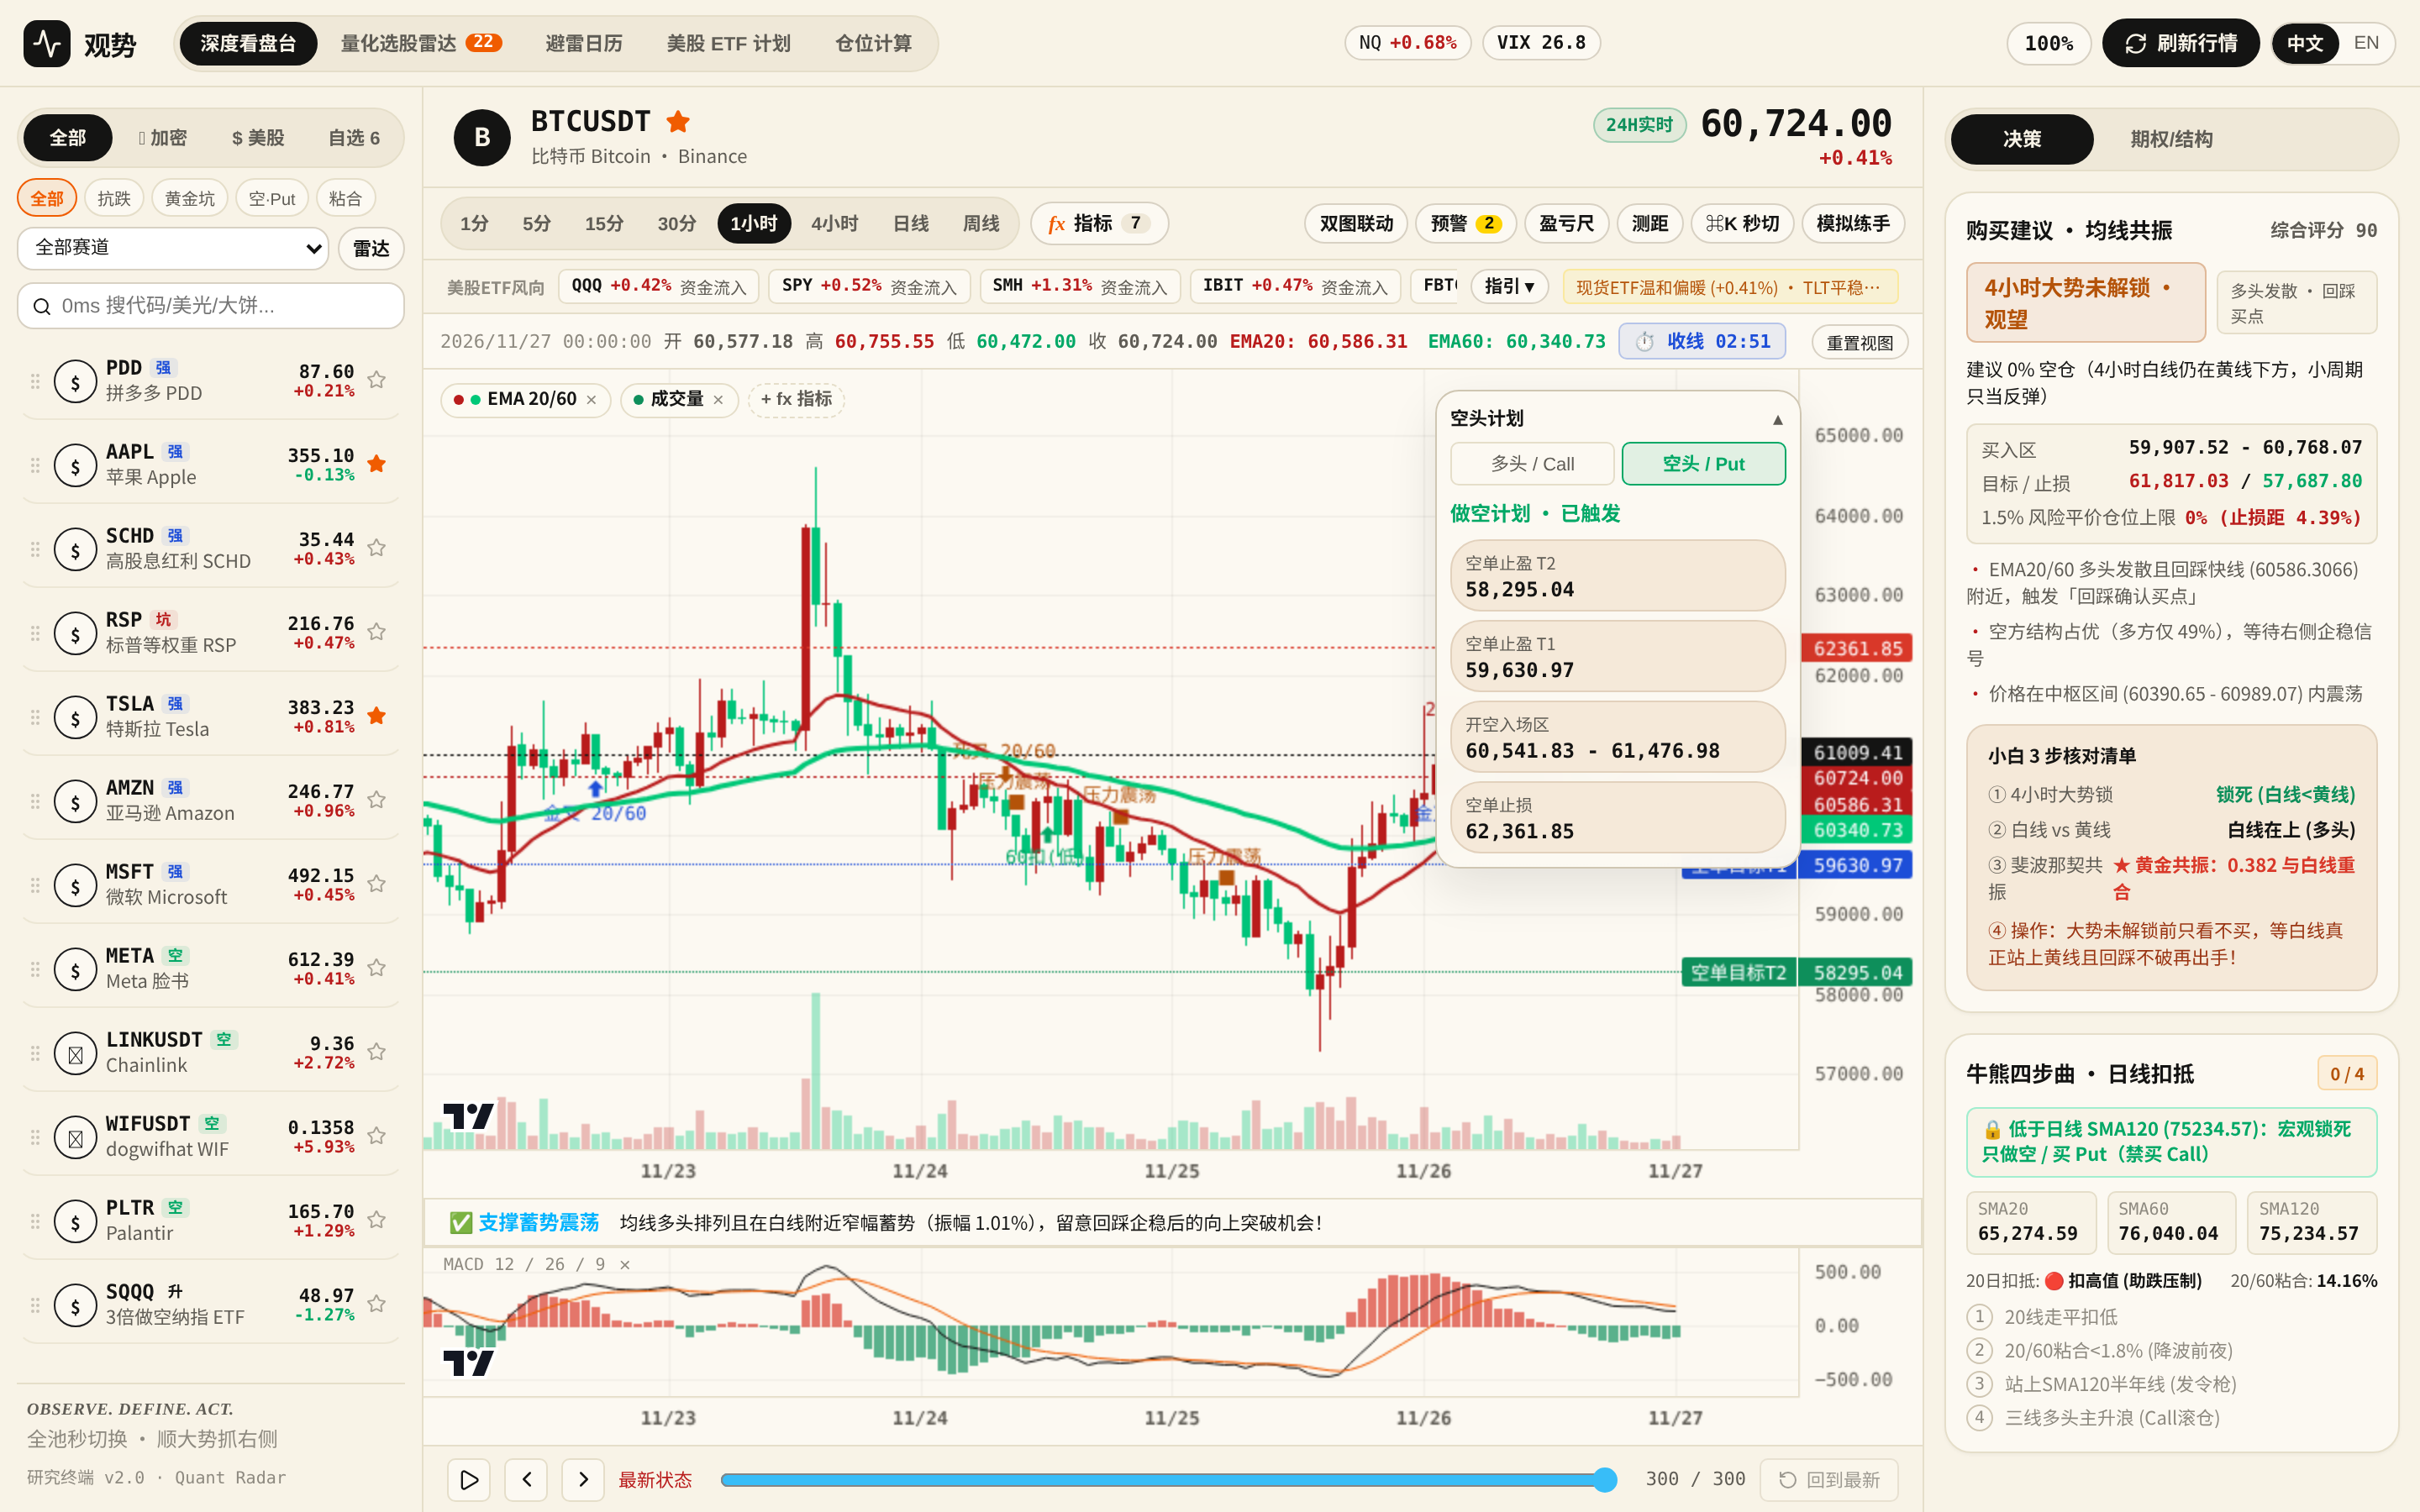 观势
深度看盘台
量化选股雷达 22
避雷日历
美股 ETF 计划
仓位计算
NQ +0.68%
VIX 26.8
100%
刷新行情
中文
EN
全部
加密
$ 美股
自选 6
全部
抗跌
黄金坑
空·Put
粘合
全部赛道
雷达
0ms 搜代码/美光/大饼...
PDD 强 87.60
拼多多 PDD +0.21%
AAPL 强 355.10
苹果 Apple -0.13%
SCHD 强 35.44
高股息红利 SCHD +0.43%
RSP 坑 216.76
标普等权重 RSP +0.47%
TSLA 强 383.23
特斯拉 Tesla +0.81%
AMZN 强 246.77
亚马逊 Amazon +0.96%
MSFT 强 492.15
微软 Microsoft +0.45%
META 空 612.39
Meta 脸书 +0.41%
LINKUSDT 空 9.36
Chainlink +2.72%
WIFUSDT 空 0.1358
dogwifhat WIF +5.93%
PLTR 空 165.70
Palantir +1.29%
SQQQ 升 48.97
3倍做空纳指 ETF -1.27%
OBSERVE. DEFINE. ACT.
全池秒切换 • 顺大势抓右侧
研究终端 v2.0 · Quant Radar
B
BTCUSDT
比特币 Bitcoin • Binance
24H实时 60,724.00
+0.41%
1分 5分 15分 30分 1小时 4小时 日线 周线
fx 指标 7
双图联动
预警 2
盈亏尺
测距
⌘K 秒切
模拟练手
美股ETF风向
QQQ +0.42% 资金流入
SPY +0.52% 资金流入
SMH +1.31% 资金流入
IBIT +0.47% 资金流入
指引 ▾
现货ETF温和偏暖 (+0.41%) • TLT平稳…
2026/11/27 00:00:00 开 60,577.18 高 60,755.55 低 60,472.00 收 60,724.00 EMA20: 60,586.31 EMA60: 60,340.73
⏱ 收线 02:51
重置视图
EMA 20/60 ×
成交量 ×
+ fx 指标
空头计划 ▲
多头 / Call
空头 / Put
做空计划 • 已触发
空单止盈 T2
58,295.04
空单止盈 T1
59,630.97
开空入场区
60,541.83 - 61,476.98
空单止损
62,361.85
65000.00
64000.00
63000.00
62361.85
62000.00
61009.41
60724.00
60586.31
60340.73
59630.97
59000.00
空单目标T2 58295.04
58000.00
57000.00
20/60
压力震荡
压力震荡
金叉 20/60
压力震荡
11/23 11/24 11/25 11/26 11/27
✅ 支撑蓄势震荡 均线多头排列且在白线附近窄幅蓄势（振幅 1.01%），留意回踩企稳后的向上突破机会！
MACD 12 / 26 / 9 ×
500.00
0.00
−500.00
11/23 11/24 11/25 11/26 11/27
最新状态
300 / 300
回到最新
决策
期权/结构
购买建议 • 均线共振
综合评分 90
4小时大势未解锁 •
观望
多头发散 • 回踩
买点
建议 0% 空仓（4小时白线仍在黄线下方，小周期
只当反弹）
买入区 59,907.52 - 60,768.07
目标 / 止损 61,817.03 / 57,687.80
1.5% 风险平价仓位上限 0% (止损距 4.39%)
• EMA20/60 多头发散且回踩快线 (60586.3066)
附近，触发「回踩确认买点」
• 空方结构占优（多方仅 49%），等待右侧企稳信
号
• 价格在中枢区间 (60390.65 - 60989.07) 内震荡
小白 3 步核对清单
① 4小时大势锁 锁死 (白线<黄线)
② 白线 vs 黄线 白线在上 (多头)
③ 斐波那契共 ★ 黄金共振：0.382 与白线重
振 合
④ 操作：大势未解锁前只看不买，等白线真
正站上黄线且回踩不破再出手！
牛熊四步曲 • 日线扣抵
0 / 4
🔒 低于日线 SMA120 (75234.57)：宏观锁死
只做空 / 买 Put（禁买 Call）
SMA20
65,274.59
SMA60
76,040.04
SMA120
75,234.57
20日扣抵: 🔴 扣高值 (助跌压制) 20/60粘合: 14.16%
1 20线走平扣低
2 20/60粘合<1.8% (降波前夜)
3 站上SMA120半年线 (发令枪)
4 三线多头主升浪 (Call滚仓)